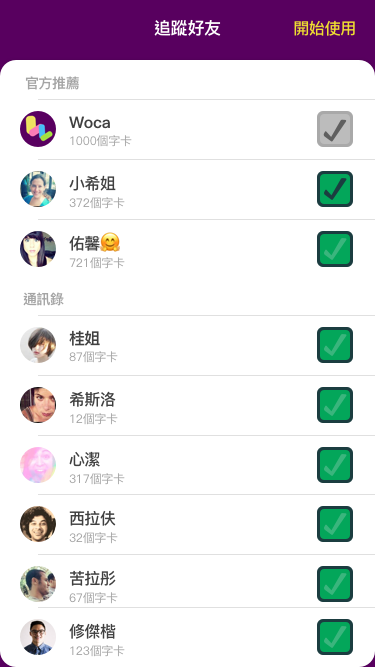 追蹤好友
開始使用
官方推薦
Woca
1000個字卡
小希姐
372個字卡
佑馨🤗
721個字卡
通訊錄
桂姐
87個字卡
希斯洛
12個字卡
心潔
317個字卡
西拉伕
32個字卡
苦拉彤
67個字卡
修傑楷
123個字卡